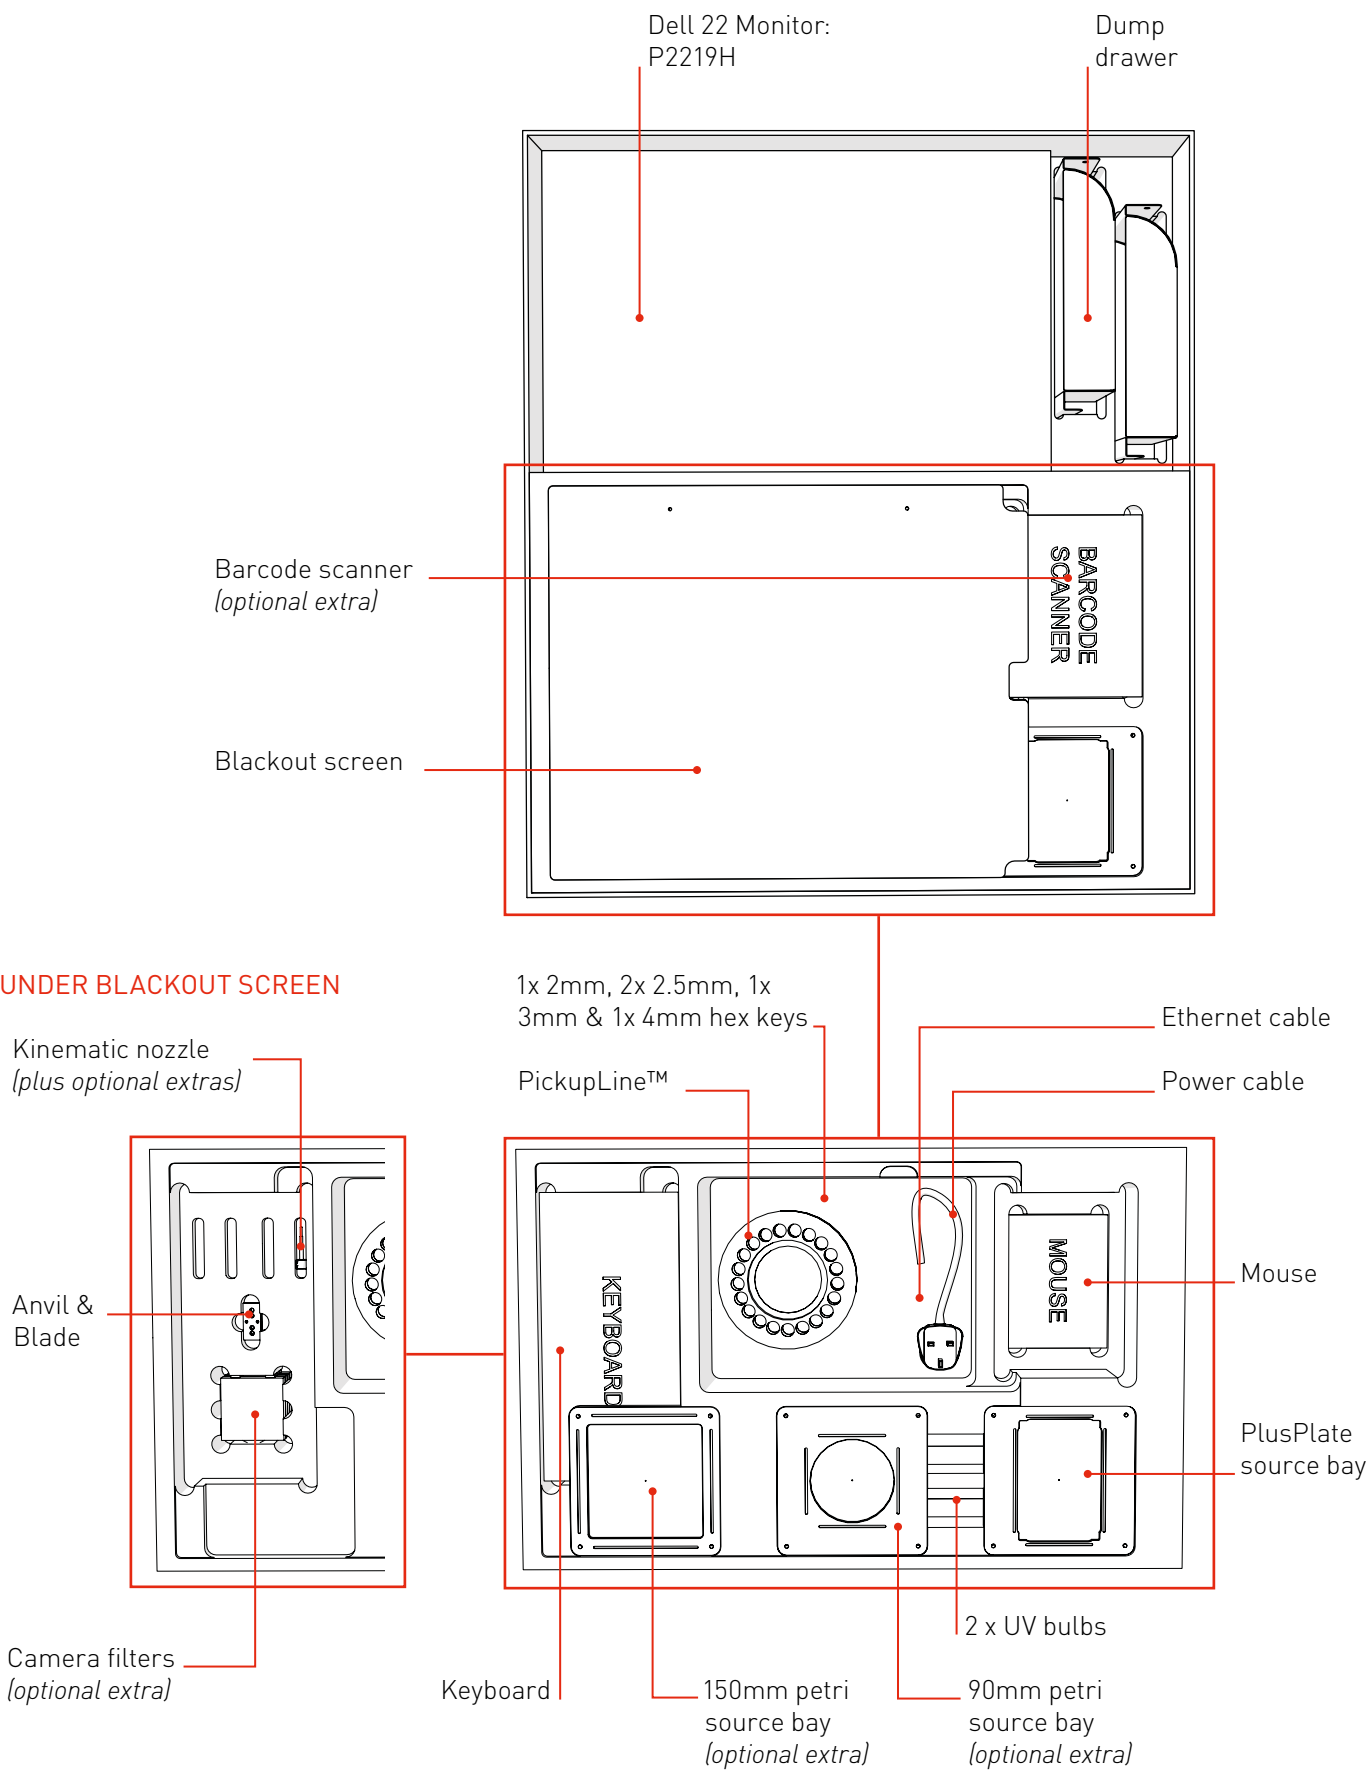 Dell 22 Monitor:
P2219H
Dump
drawer
Barcode scanner
(optional extra)
BARCODE
SCANNER
Blackout screen
UNDER BLACKOUT SCREEN
1x 2mm, 2x 2.5mm, 1x
3mm & 1x 4mm hex keys
Ethernet cable
Kinematic nozzle
(plus optional extras)
PickupLine™
Power cable
Anvil &
Blade
KEYBOARD
MOUSE
Mouse
PlusPlate
source bay
2 x UV bulbs
Camera filters
(optional extra)
Keyboard
150mm petri
source bay
(optional extra)
90mm petri
source bay
(optional extra)